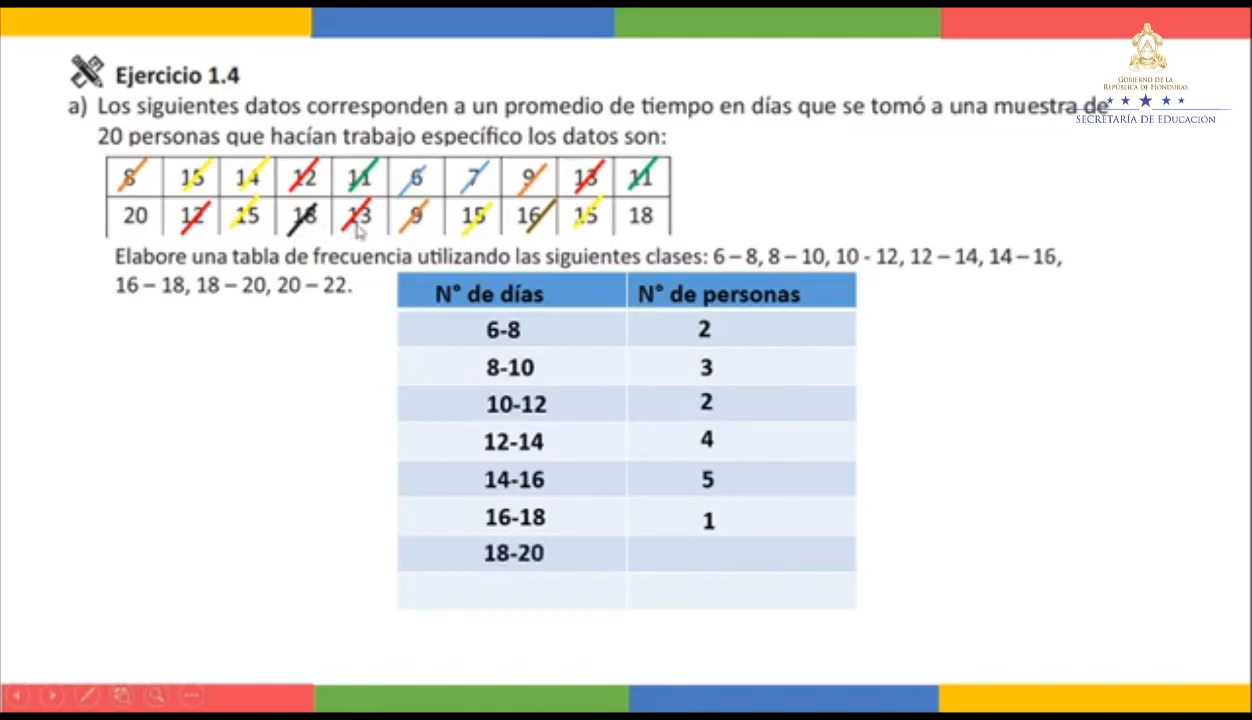 Ejercicio 1.4
GOBIERNO DE LA
REPÚBLICA DE HONDURAS
SECRETARÍA DE EDUCACIÓN
a) Los siguientes datos corresponden a un promedio de tiempo en días que se tomó a una muestra de
20 personas que hacían trabajo específico los datos son:
8 15 14 12 11 6 7 9 13 11
20 12 15 18 13 9 15 16 15 18
Elabore una tabla de frecuencia utilizando las siguientes clases: 6 – 8, 8 – 10, 10 - 12, 12 – 14, 14 – 16,
16 – 18, 18 – 20, 20 – 22.
N° de días N° de personas
6-8 2
8-10 3
10-12 2
12-14 4
14-16 5
16-18 1
18-20